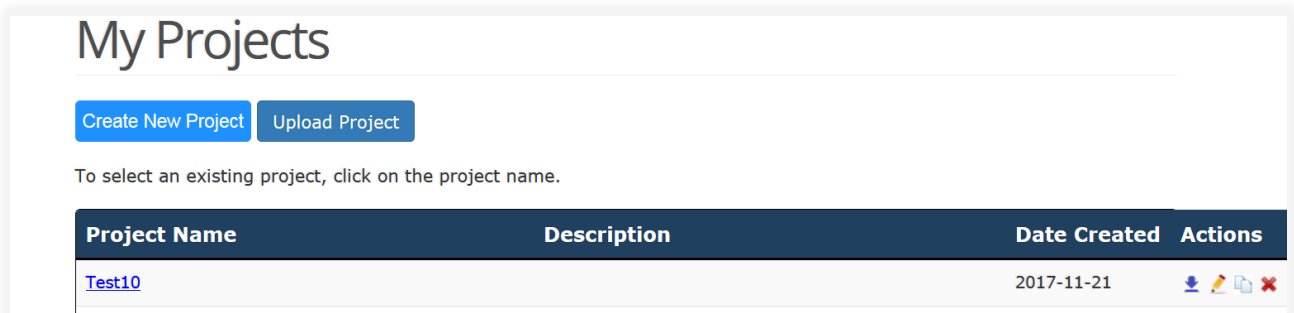 My Projects
Create New Project Upload Project
To select an existing project, click on the project name.
Project Name Description Date Created Actions
Test10 2017-11-21